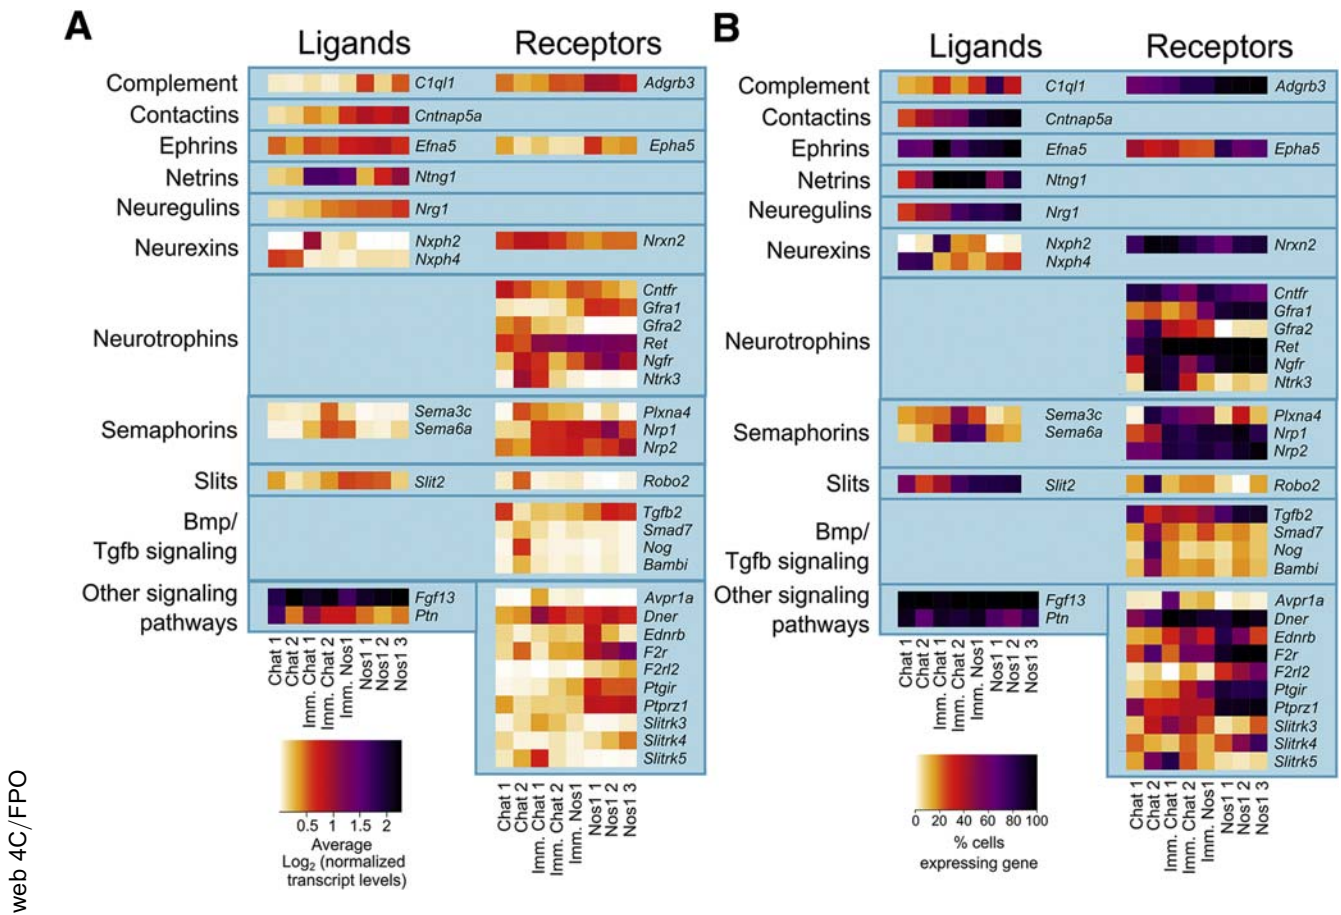 A
Ligands
Receptors
Complement
C1ql1
Adgrb3
Contactins
Cntnap5a
Ephrins
Efna5
Epha5
Netrins
Ntng1
Neuregulins
Nrg1
Neurexins
Nxph2
Nxph4
Nrxn2
Neurotrophins
Cntfr
Gfra1
Gfra2
Ret
Ngfr
Ntrk3
Semaphorins
Sema3c
Sema6a
Plxna4
Nrp1
Nrp2
Slits
Slit2
Robo2
Bmp/
Tgfb signaling
Tgfb2
Smad7
Nog
Bambi
Other signaling
pathways
Fgf13
Ptn
Avpr1a
Dner
Ednrb
F2r
F2rl2
Ptgir
Ptprz1
Slitrk3
Slitrk4
Slitrk5
Chat 1
Chat 2
Imm. Chat 1
Imm. Chat 2
Imm. Nos1
Nos1 1
Nos1 2
Nos1 3
Chat 1
Chat 2
Imm. Chat 1
Imm. Chat 2
Imm. Nos1
Nos1 1
Nos1 2
Nos1 3
0.5 1 1.5 2
Average
Log2 (normalized
transcript levels)
B
Ligands
Receptors
Complement
C1ql1
Adgrb3
Contactins
Cntnap5a
Ephrins
Efna5
Epha5
Netrins
Ntng1
Neuregulins
Nrg1
Neurexins
Nxph2
Nxph4
Nrxn2
Neurotrophins
Cntfr
Gfra1
Gfra2
Ret
Ngfr
Ntrk3
Semaphorins
Sema3c
Sema6a
Plxna4
Nrp1
Nrp2
Slits
Slit2
Robo2
Bmp/
Tgfb signaling
Tgfb2
Smad7
Nog
Bambi
Other signaling
pathways
Fgf13
Ptn
Avpr1a
Dner
Ednrb
F2r
F2rl2
Ptgir
Ptprz1
Slitrk3
Slitrk4
Slitrk5
Chat 1
Chat 2
Imm. Chat 1
Imm. Chat 2
Imm. Nos1
Nos1 1
Nos1 2
Nos1 3
Chat 1
Chat 2
Imm. Chat 1
Imm. Chat 2
Imm. Nos1
Nos1 1
Nos1 2
Nos1 3
0 20 40 60 80 100
% cells
expressing gene
web 4C/FPO